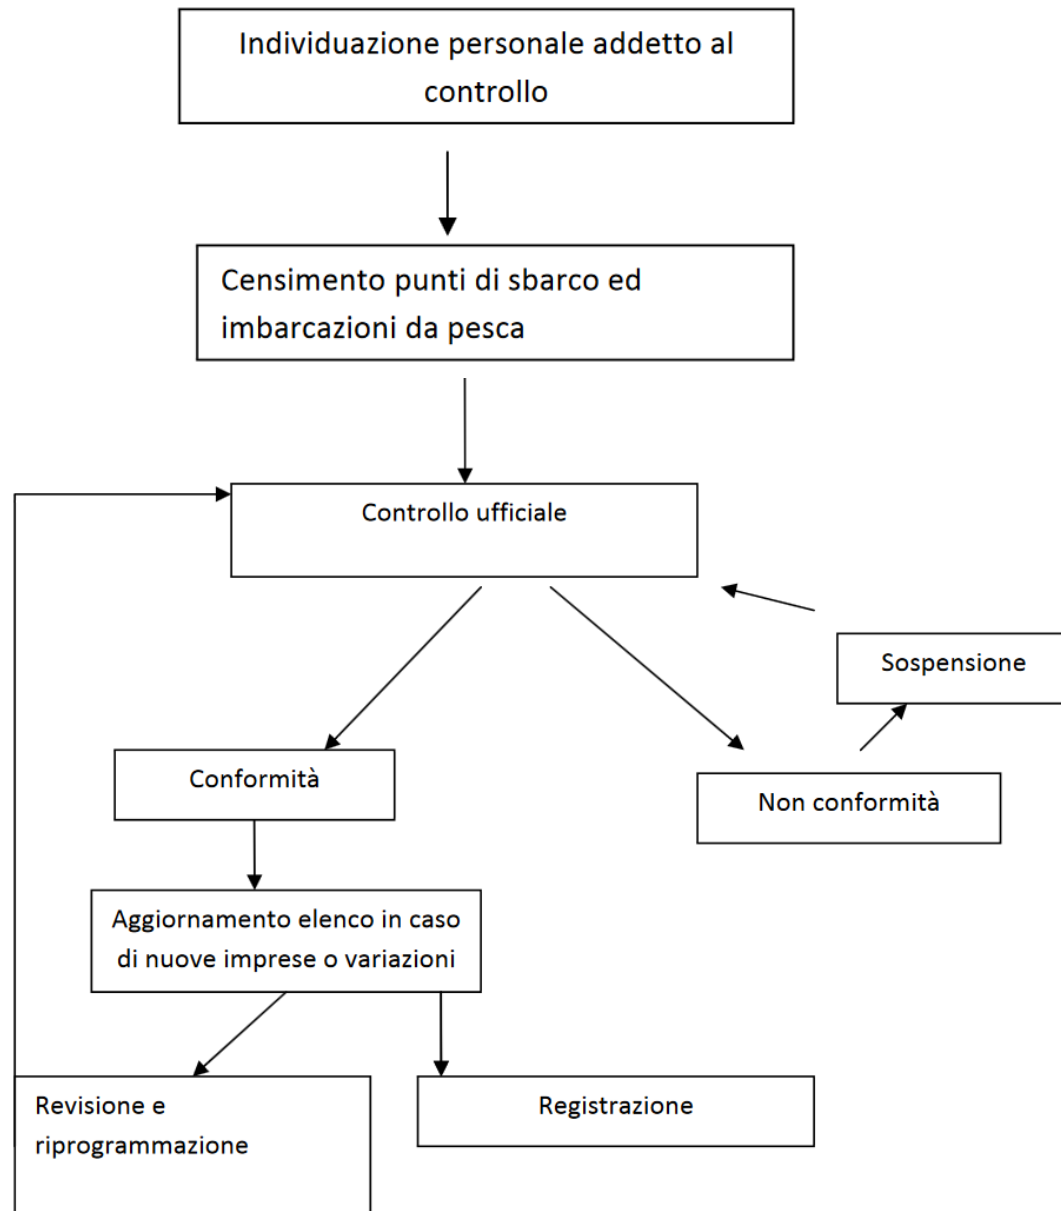 Individuazione personale addetto al
controllo
Censimento punti di sbarco ed
imbarcazioni da pesca
Controllo ufficiale
Sospensione
Conformità
Non conformità
Aggiornamento elenco in caso
di nuove imprese o variazioni
Revisione e
riprogrammazione
Registrazione